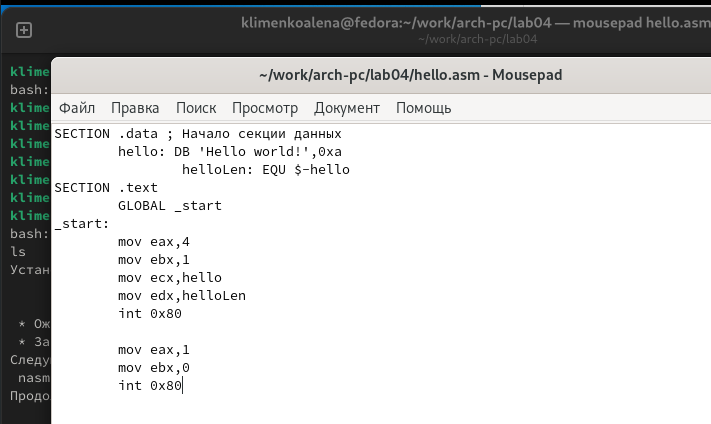 klimenkoalena@fedora:~/work/arch-pc/lab04 — mousepad hello.asm
~/work/arch-pc/lab04
~/work/arch-pc/lab04/hello.asm - Mousepad
Файл Правка Поиск Просмотр Документ Помощь
klime
bash:
klime
klime
klime
klime
klime
klime
klime
bash:
ls
Устан
* Ож
* За
Следу
nasm
Продо
SECTION .data ; Начало секции данных
hello: DB 'Hello world!',0xa
helloLen: EQU $-hello
SECTION .text
GLOBAL _start
_start:
mov eax,4
mov ebx,1
mov ecx,hello
mov edx,helloLen
int 0x80
mov eax,1
mov ebx,0
int 0x80